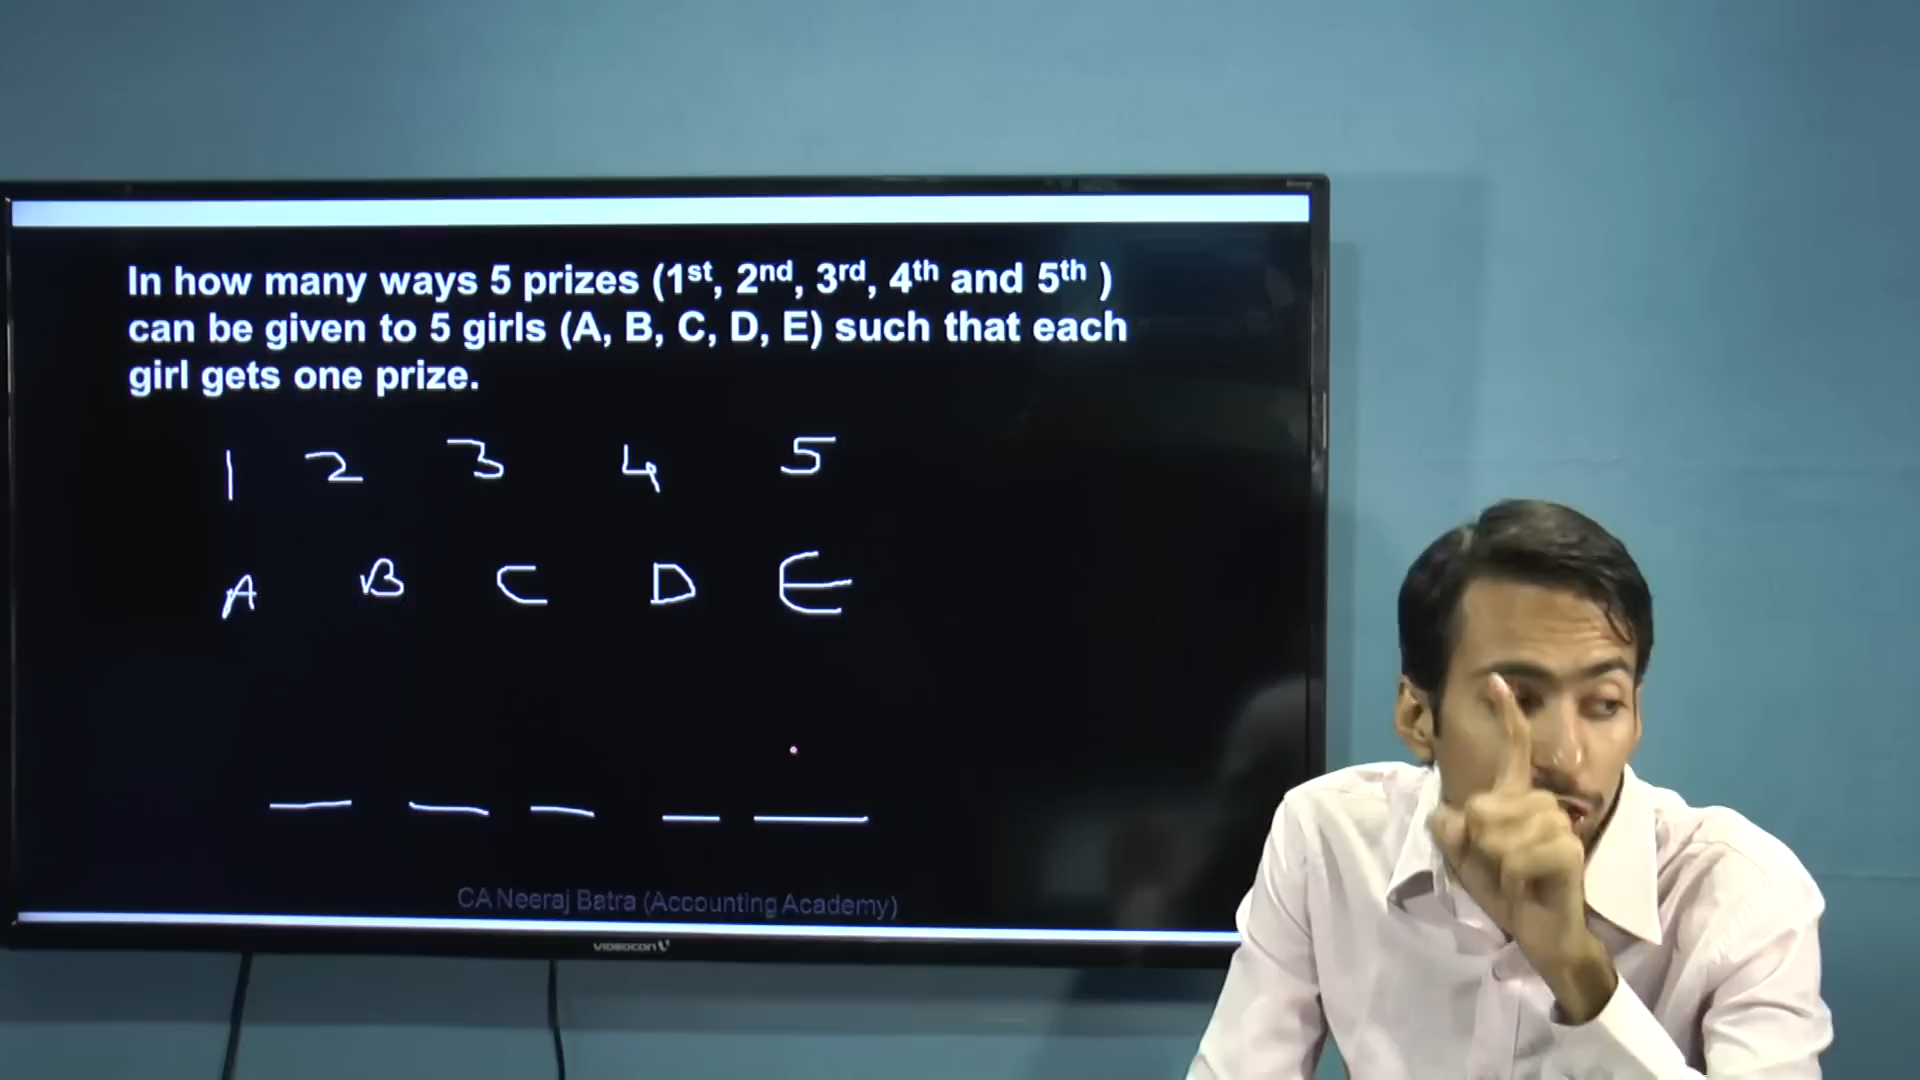 In how many ways 5 prizes (1st, 2nd, 3rd, 4th and 5th )
can be given to 5 girls (A, B, C, D, E) such that each
girl gets one prize.
1 2 3 4 5
A B C D E
CA Neeraj Batra (Accounting Academy)
VIDEOCON